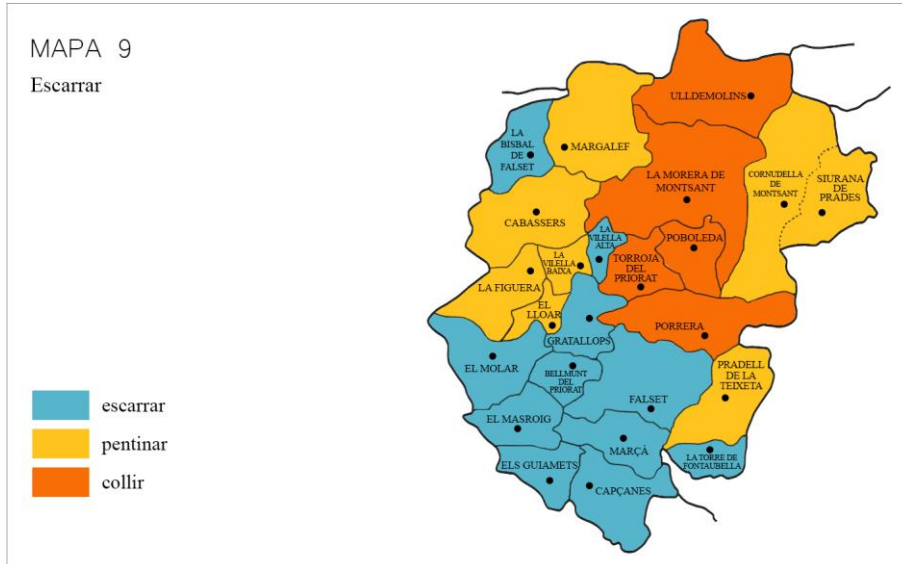 MAPA 9
Escarrar
ULLDEMOLINS
LA
BISBAL
DE
FALSET
MARGALEF
LA MORERA DE
MONTSANT
CORNUDELLA
DE
MONTSANT
SIURANA
DE
PRADES
CABASSERS
LA
VILELLA
ALTA
POBOLEDA
LA
VILELLA
BAIXA
TORROJA
DEL
PRIORAT
LA FIGUERA
EL
LLOAR
GRATALLOPS
PORRERA
EL MOLAR
BELLMUNT
DEL
PRIORAT
PRADELL
DE LA
TEIXETA
FALSET
escarrar
EL MASROIG
pentinar
MARÇÀ
LA TORRE DE
FONTAUBELLA
ELS GUIAMETS
collir
CAPÇANES